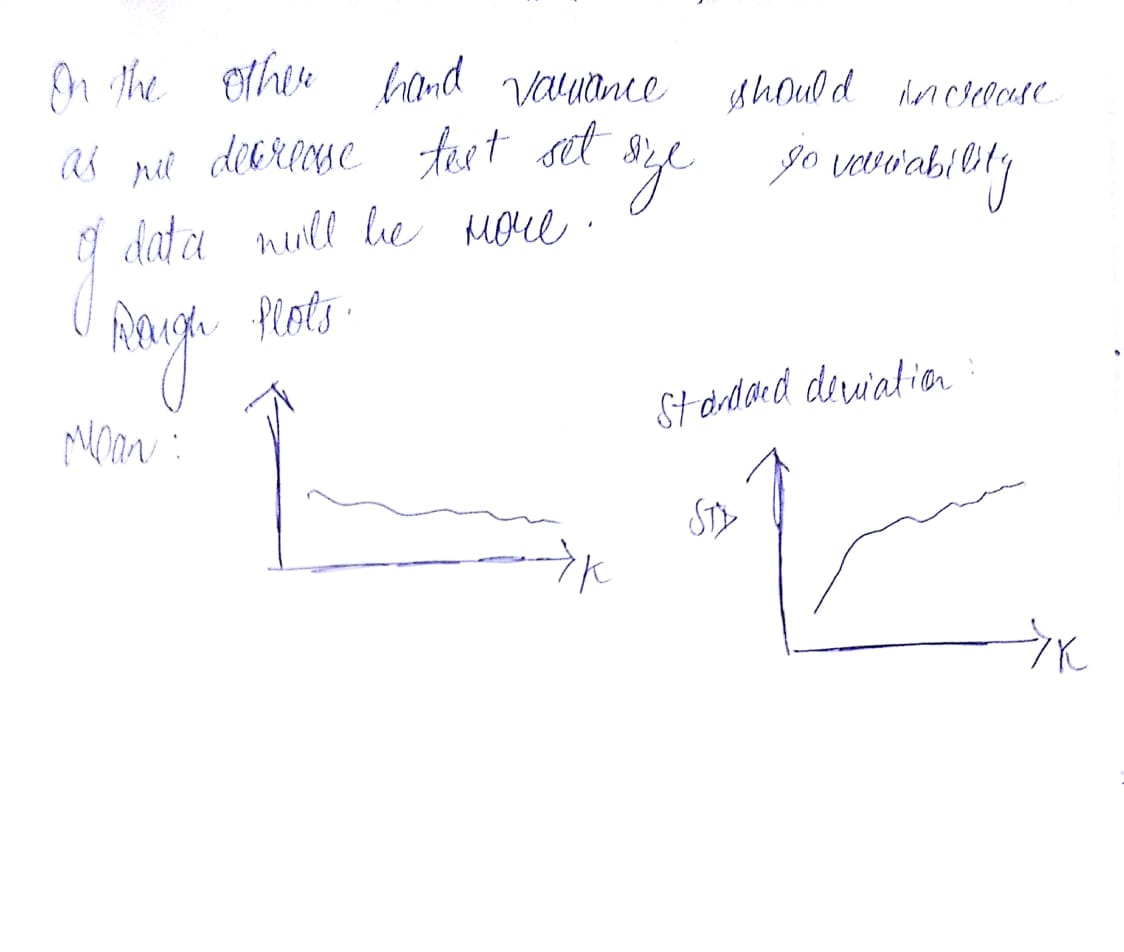 On the other hand variance should increase
as we decrease test set size so variability
of data will be more.
Rough Plots.
Mean:
Standard deviation:
STD
K
K